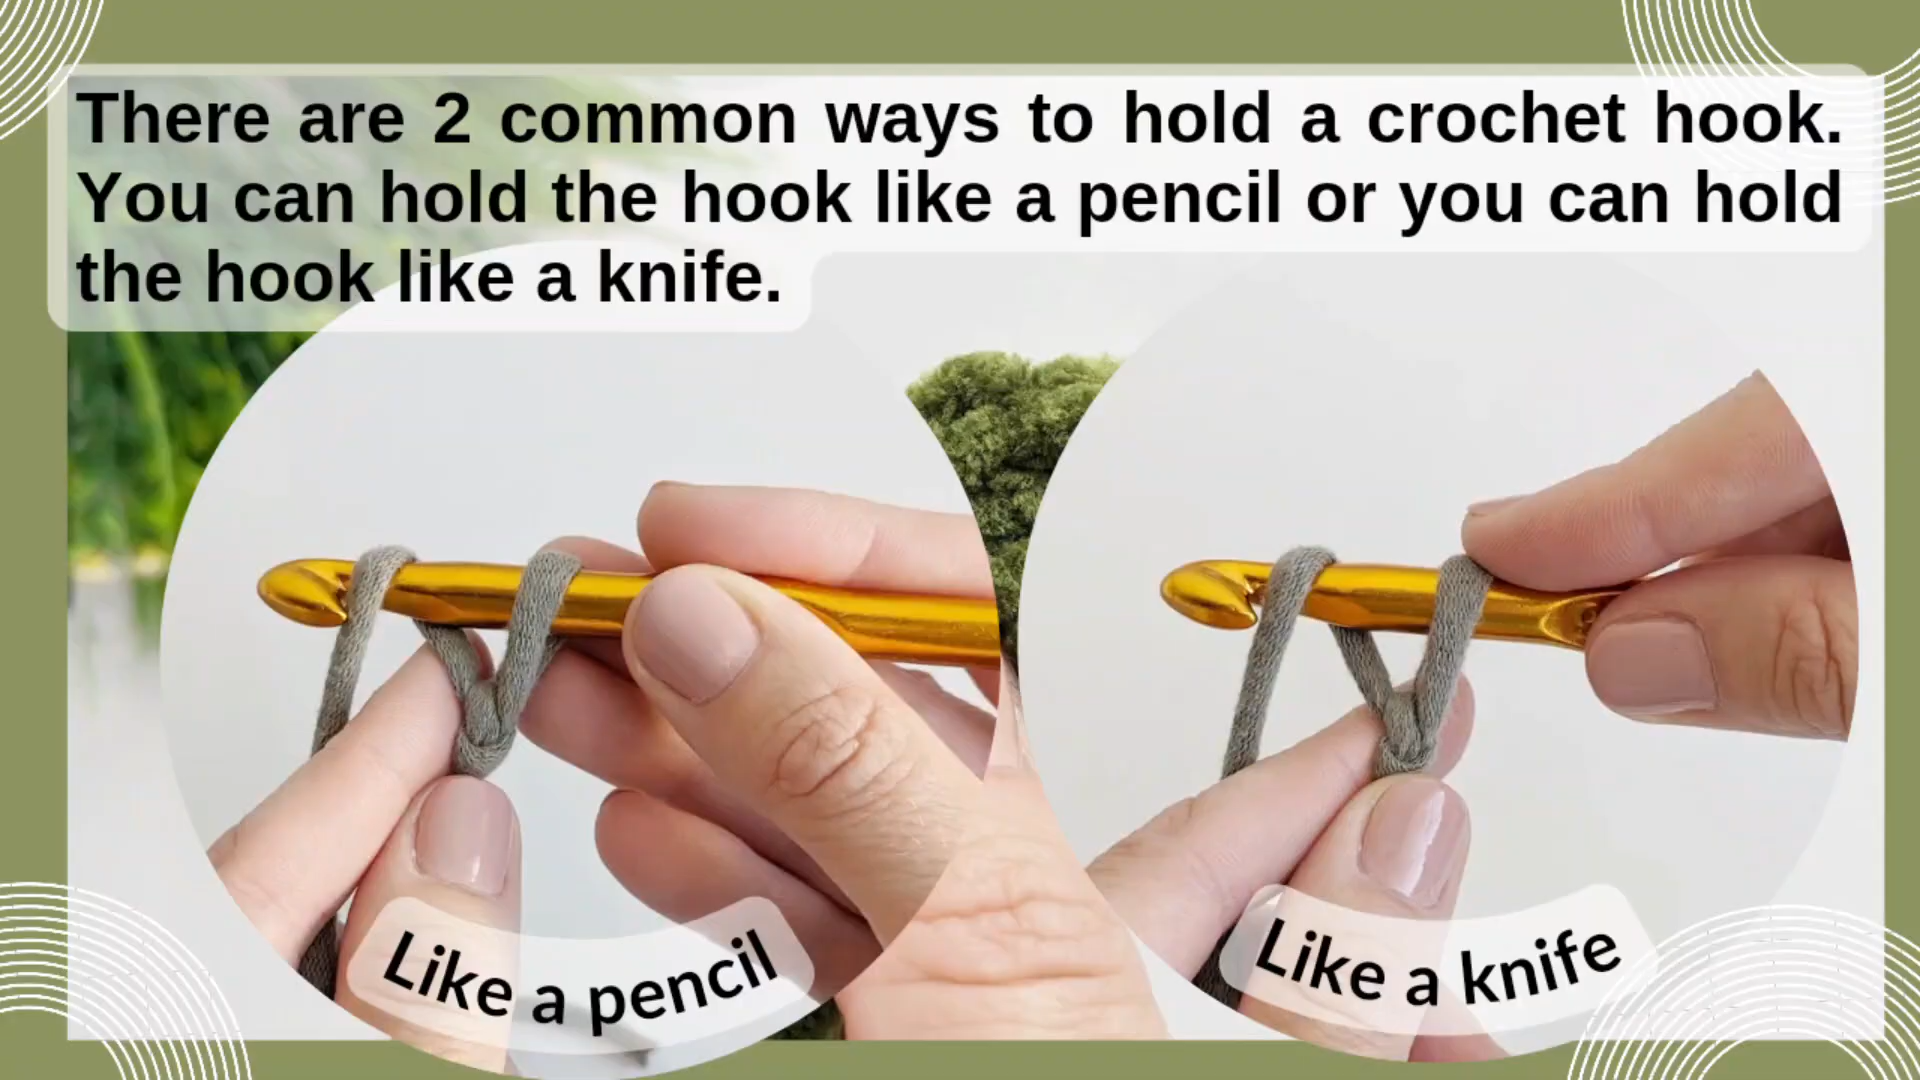 There are 2 common ways to hold a crochet hook.
You can hold the hook like a pencil or you can hold
the hook like a knife.
Like a pencil
Like a knife